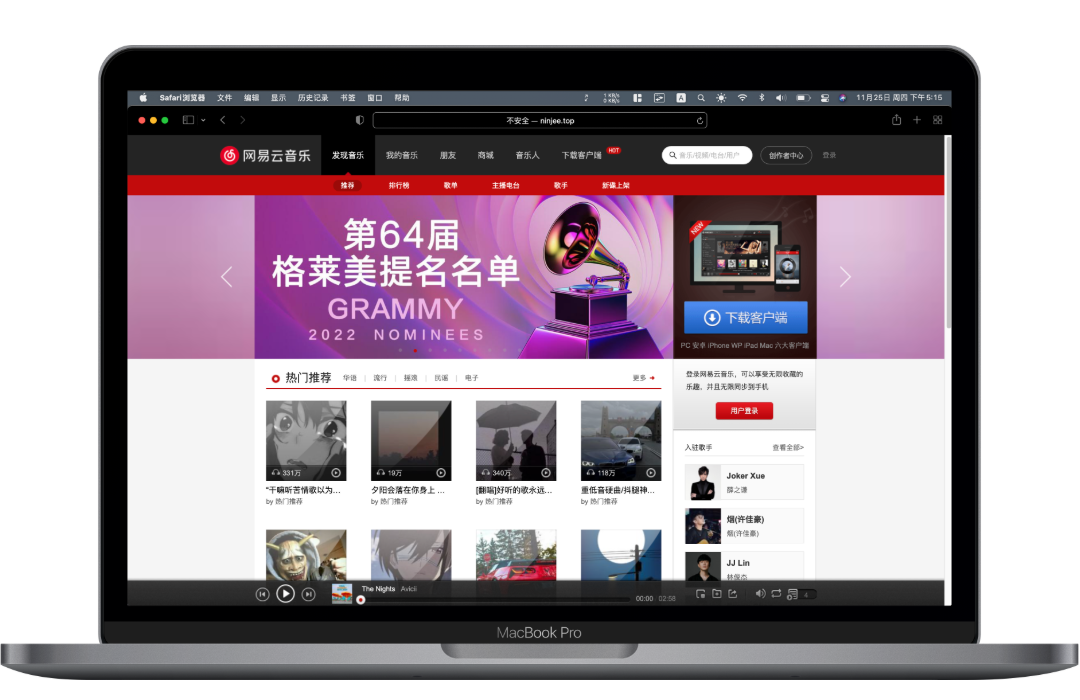 Safari浏览器 文件 编辑 显示 历史记录 书签 窗口 帮助
1 KB/s
0 KB/s
A
11月25日 周四 下午5:15
不安全 — ninjee.top
网易云音乐 发现音乐 我的音乐 朋友 商城 音乐人 下载客户端 HOT 音乐/视频/电台/用户 创作者中心 登录
推荐 排行榜 歌单 主播电台 歌手 新碟上架
第64届
格莱美提名名单
GRAMMY
2022 NOMINEES
NEW
下载客户端
PC 安卓 iPhone WP iPad Mac 六大客户端
热门推荐 华语 | 流行 | 摇滚 | 民谣 | 电子 更多
登录网易云音乐，可以享受无限收藏的
乐趣，并且无限同步到手机
用户登录
331万 19万 340万 118万
"干嘛听苦情歌以为... 夕阳会落在你身上 ... [翻唱]好听的歌永远... 重低音硬曲/抖腿神...
by 热门推荐 by 热门推荐 by 热门推荐 by 热门推荐
入驻歌手 查看全部>
Joker Xue
薛之谦
烟(许佳豪)
烟(许佳豪)
JJ Lin
林俊杰
The Nights Avicii
00:00 02:58
4
MacBook Pro